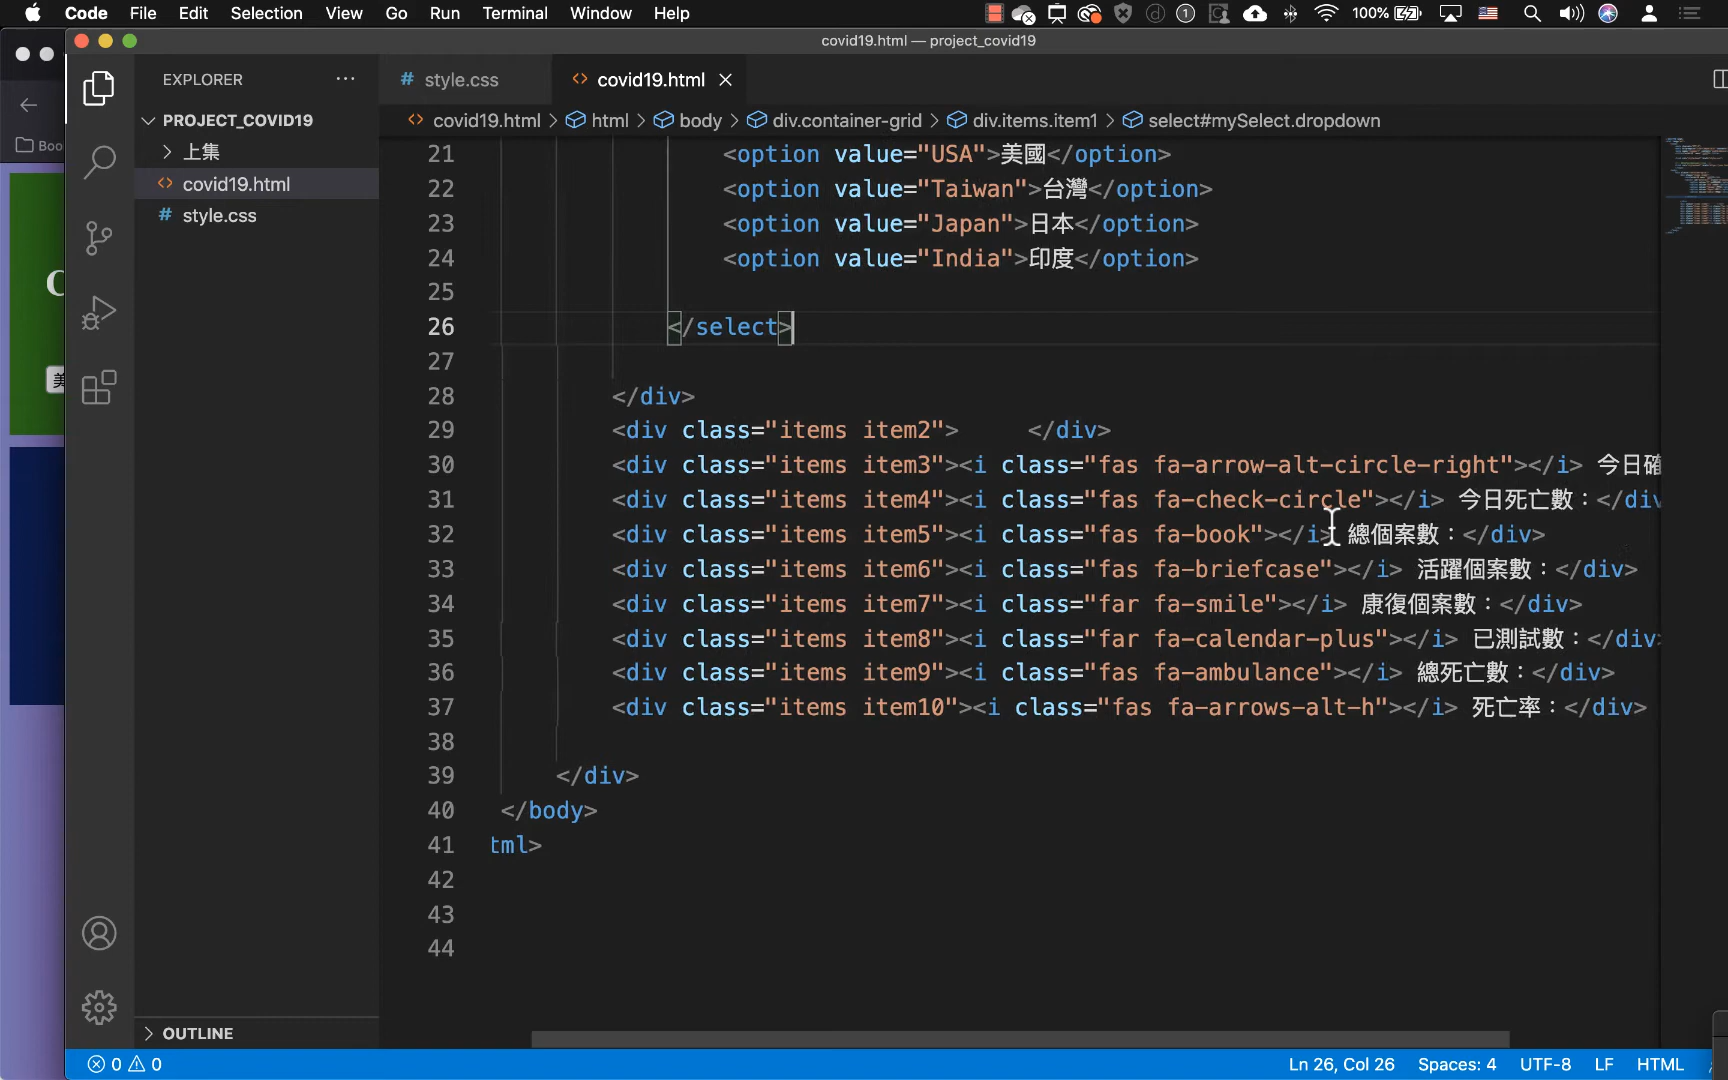 Code File Edit Selection View Go Run Terminal Window Help
100%
covid19.html — project_covid19
EXPLORER
style.css
covid19.html
PROJECT_COVID19
covid19.html > html > body > div.container-grid > div.items.item1 > select#mySelect.dropdown
上集
covid19.html
style.css
21 <option value="USA">美國</option>
22 <option value="Taiwan">台灣</option>
23 <option value="Japan">日本</option>
24 <option value="India">印度</option>
25
26 </select>
27
28 </div>
29 <div class="items item2"> </div>
30 <div class="items item3"><i class="fas fa-arrow-alt-circle-right"></i> 今日確
31 <div class="items item4"><i class="fas fa-check-circle"></i> 今日死亡數：</div
32 <div class="items item5"><i class="fas fa-book"></i> 總個案數：</div>
33 <div class="items item6"><i class="fas fa-briefcase"></i> 活躍個案數：</div>
34 <div class="items item7"><i class="far fa-smile"></i> 康復個案數：</div>
35 <div class="items item8"><i class="far fa-calendar-plus"></i> 已測試數：</div>
36 <div class="items item9"><i class="fas fa-ambulance"></i> 總死亡數：</div>
37 <div class="items item10"><i class="fas fa-arrows-alt-h"></i> 死亡率：</div>
38
39 </div>
40 </body>
41 tml>
42
43
44
OUTLINE
0 0
Ln 26, Col 26 Spaces: 4 UTF-8 LF HTML